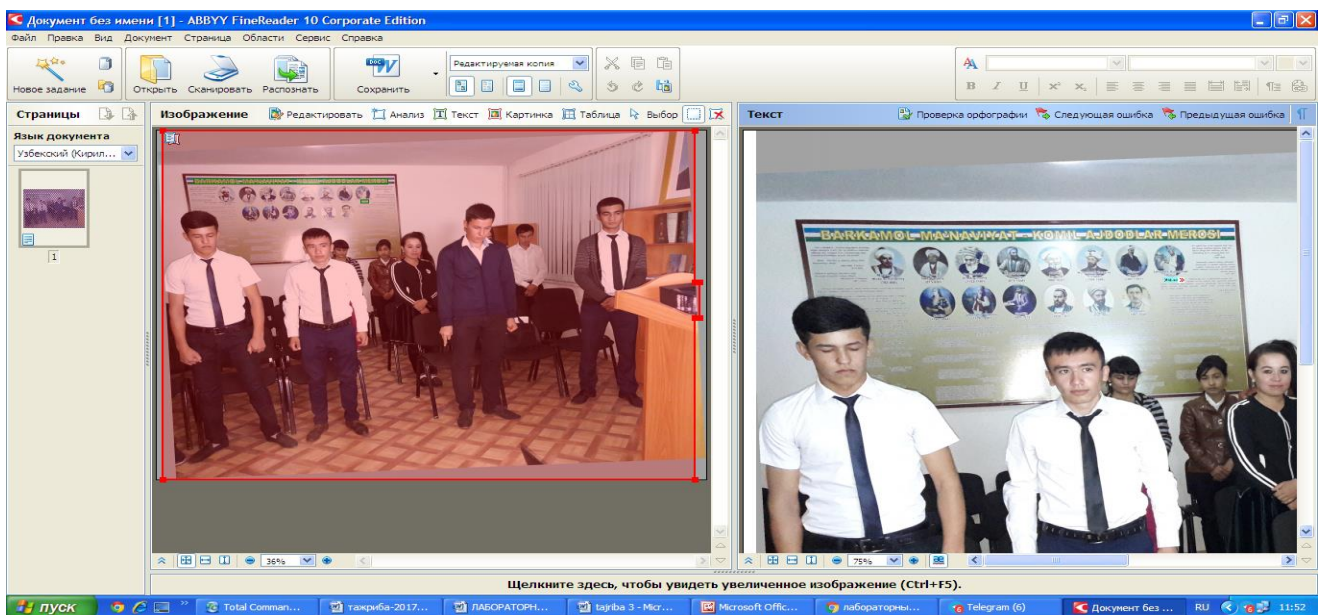 Документ без имени [1] - ABBYY FineReader 10 Corporate Edition
Файл Правка Вид Документ Страница Области Сервис Справка
Новое задание Открыть Сканировать Распознать Сохранить Редактируемая копия
Страницы Изображение Редактировать Анализ Текст Картинка Таблица Выбор Текст Проверка орфографии Следующая ошибка Предыдущая ошибка
Язык документа
Узбекский (Кирил...
1
BARKAMOL MA'NAVIYAT - KOMIL AJDODLAR MEROSI
36% 75%
Щелкните здесь, чтобы увидеть увеличенное изображение (Ctrl+F5).
пуск Total Comman... тажриба-2017... ЛАБОРАТОРН... tajriba 3 - Micr... Microsoft Offic... лабораторны... Telegram (6) Документ без ... RU 11:52